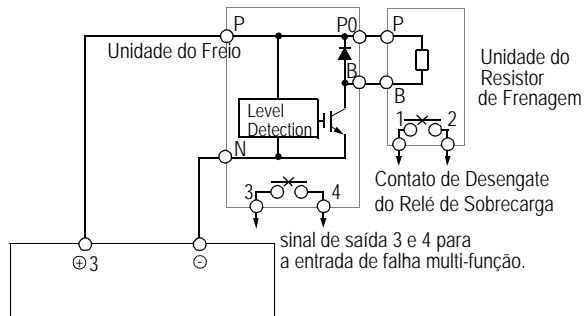 P
P0
P
Unidade do Freio
Unidade do
Resistor
de Frenagem
B
B
Level
Detection
1
2
N
3
4
Contato de Desengate
do Relé de Sobrecarga
sinal de saída 3 e 4 para
a entrada de falha multi-função.
⊕3
⊖